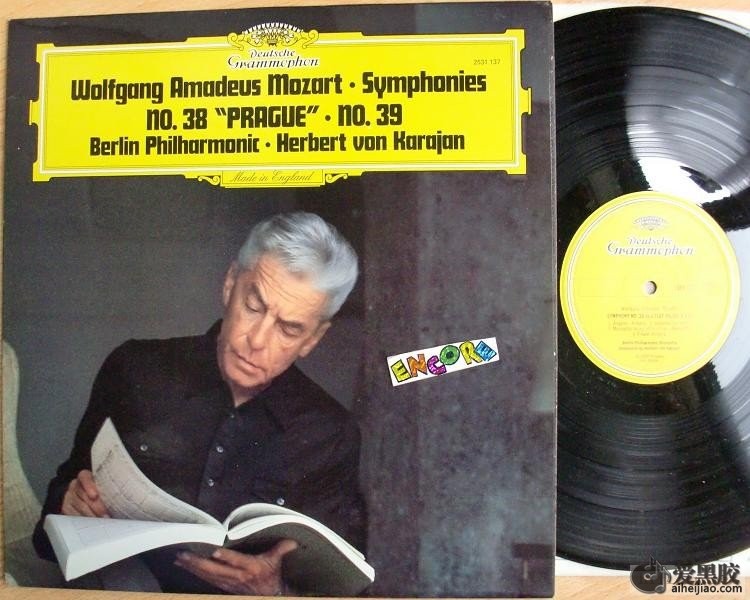 Deutsche
Grammophon
2531 137
Wolfgang Amadeus Mozart · Symphonies
NO. 38 "PRAGUE" · NO. 39
Berlin Philharmonic · Herbert von Karajan
Made in England
ENCORE
Deutsche
Grammophon
爱黑胶
aiheijiao.com